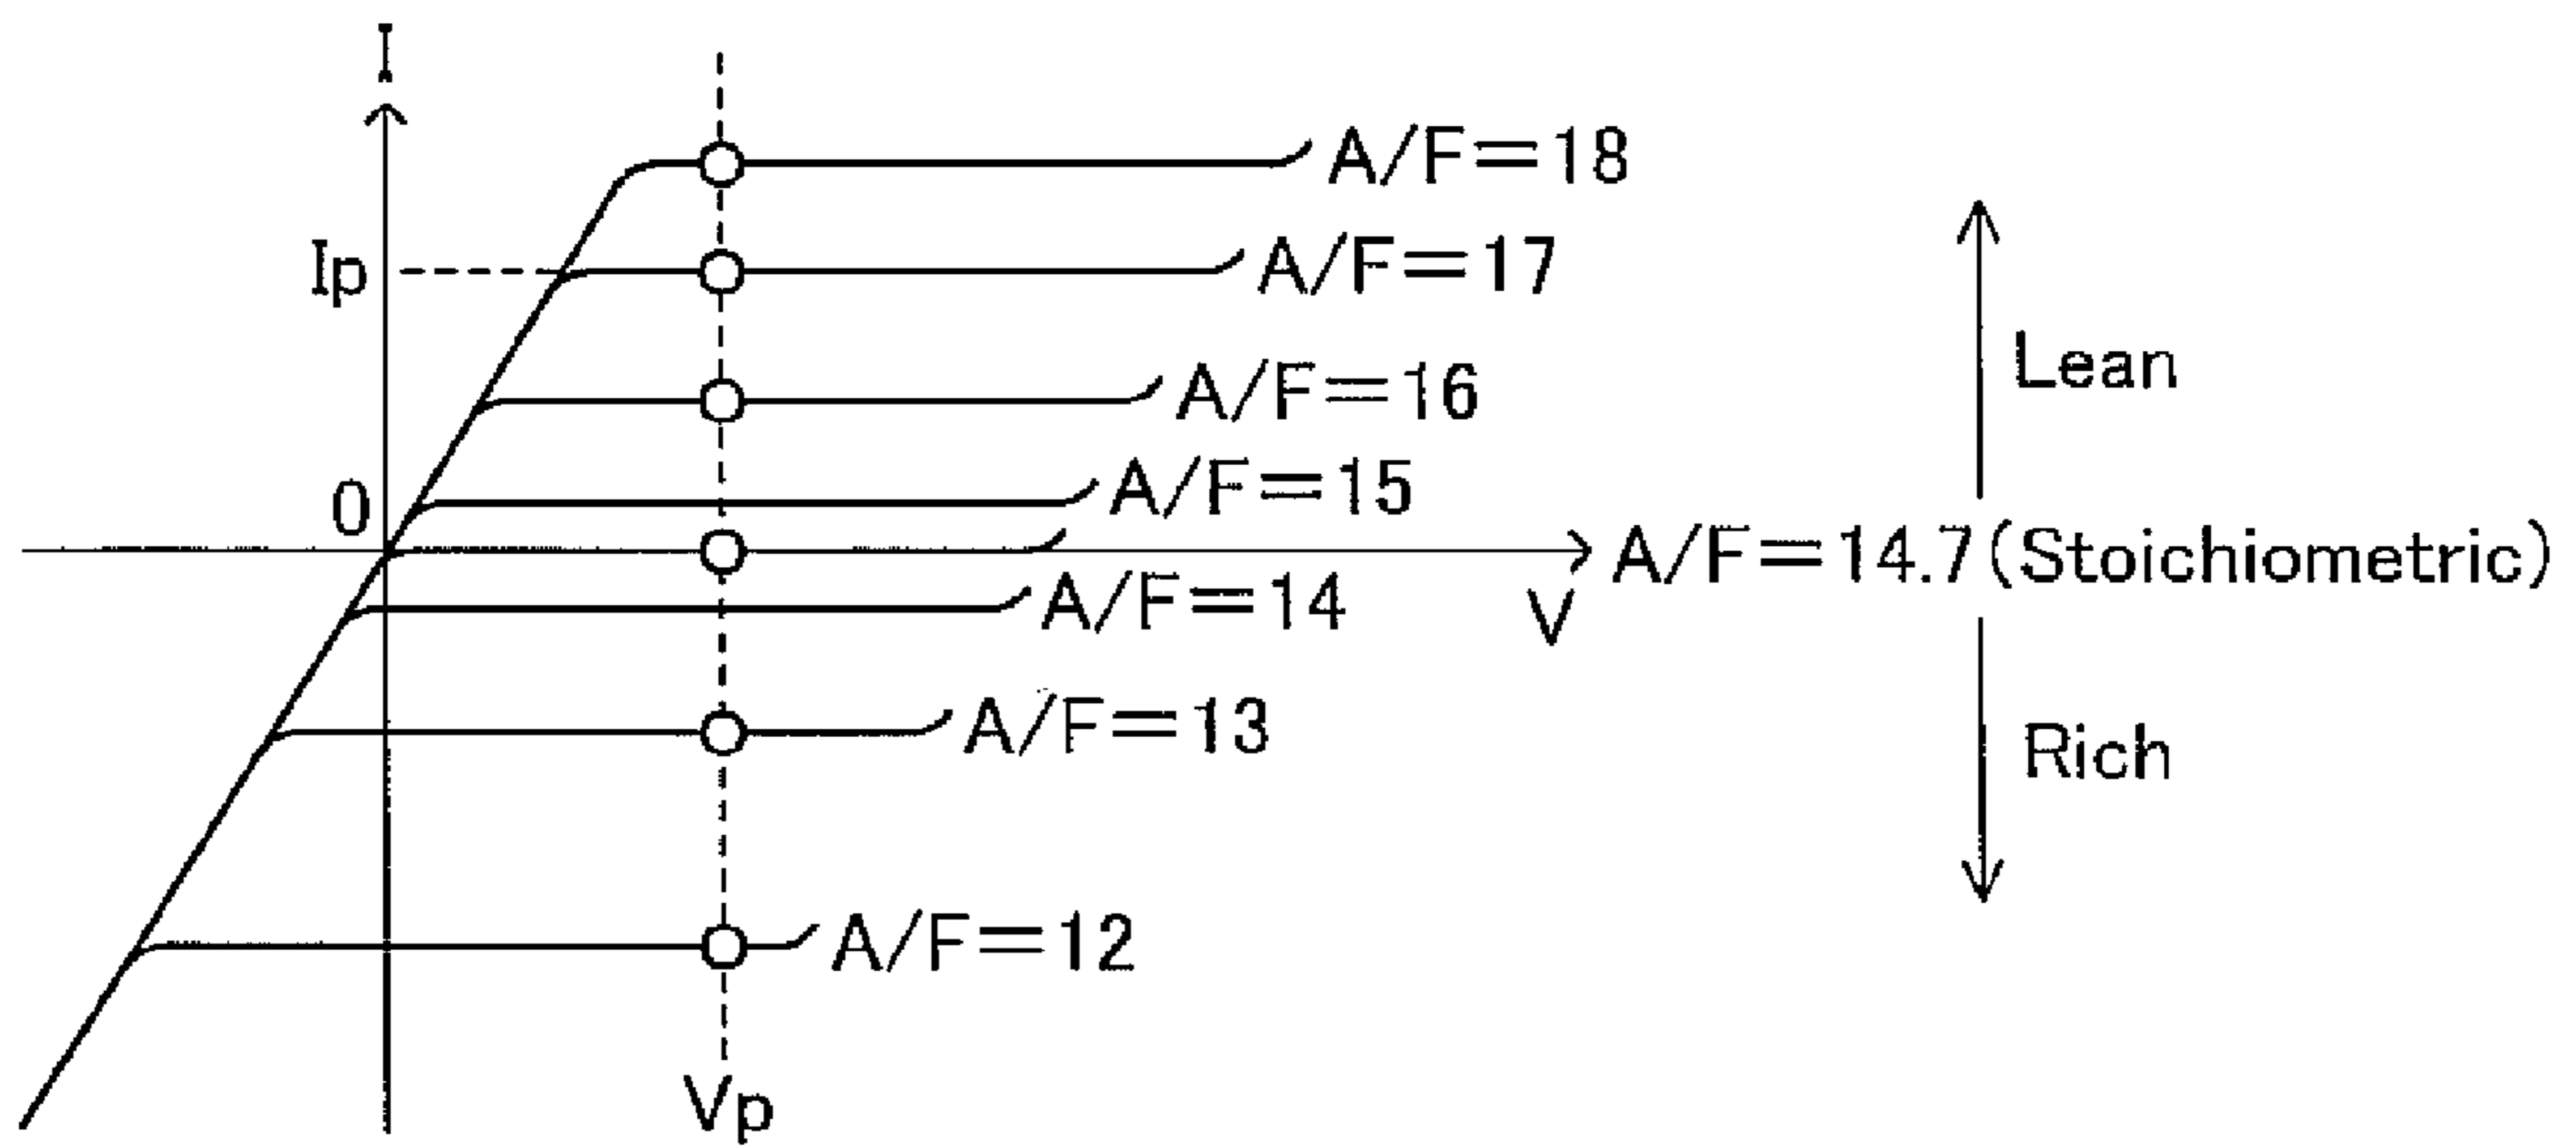 I
A/F=18
Ip
A/F=17
Lean
A/F=16
0
A/F=15
A/F=14.7(Stoichiometric)
V
A/F=14
A/F=13
Rich
A/F=12
Vp